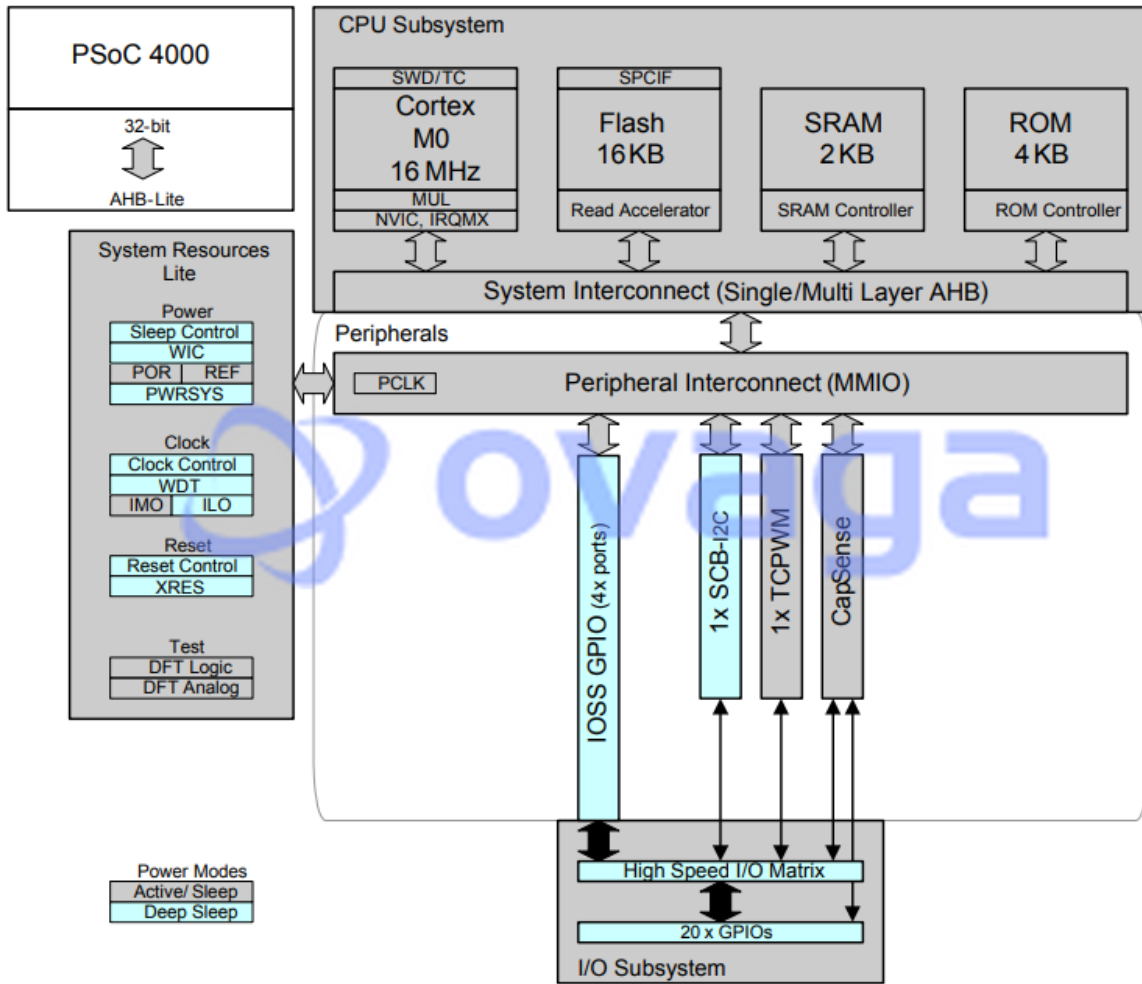 PSoC 4000
32-bit
AHB-Lite
CPU Subsystem
SWD/TC
Cortex
M0
16 MHz
MUL
NVIC, IRQMX
SPCIF
Flash
16 KB
Read Accelerator
SRAM
2 KB
SRAM Controller
ROM
4 KB
ROM Controller
System Interconnect (Single/Multi Layer AHB)
System Resources
Lite
Power
Sleep Control
WIC
POR REF
PWRSYS
Clock
Clock Control
WDT
IMO ILO
Reset
Reset Control
XRES
Test
DFT Logic
DFT Analog
Peripherals
PCLK
Peripheral Interconnect (MMIO)
IOSS GPIO (4x ports)
1x SCB-I2C
1x TCPWM
CapSense
ovaga
High Speed I/O Matrix
20 x GPIOs
I/O Subsystem
Power Modes
Active/ Sleep
Deep Sleep